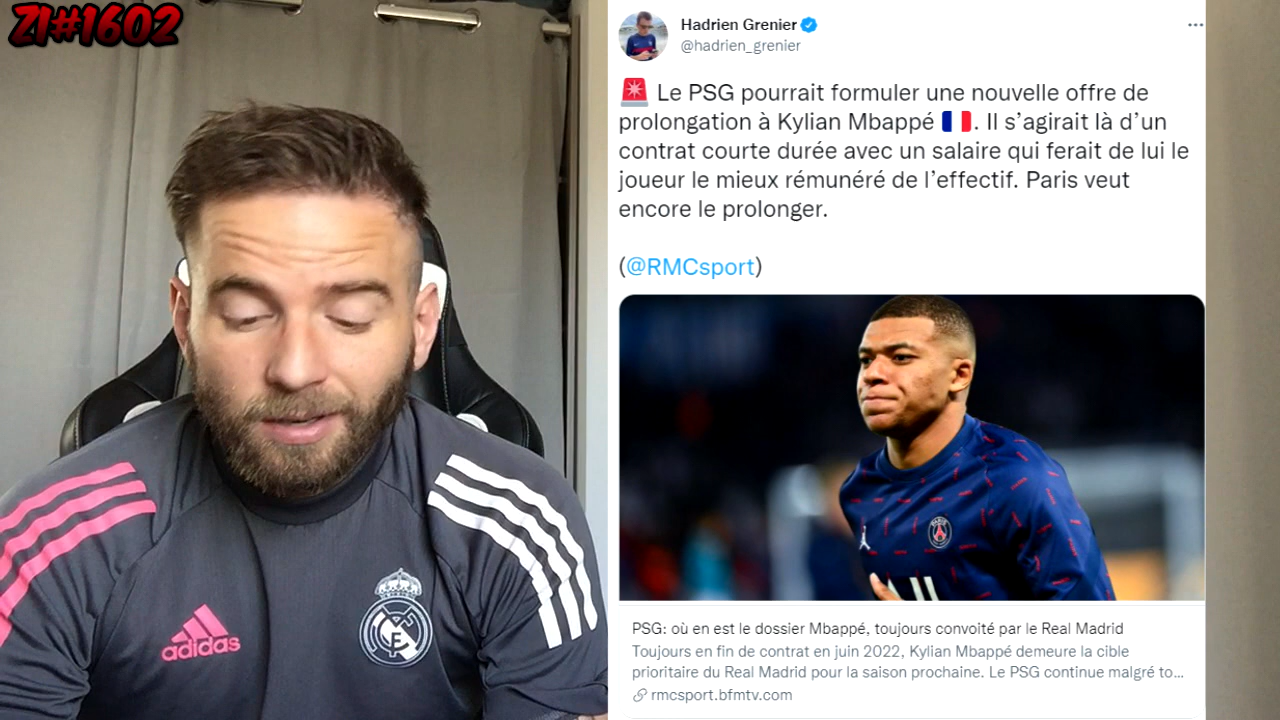 Z1#1602
Hadrien Grenier
@hadrien_grenier
🚨 Le PSG pourrait formuler une nouvelle offre de
prolongation à Kylian Mbappé 🇫🇷. Il s’agirait là d’un
contrat courte durée avec un salaire qui ferait de lui le
joueur le mieux rémunéré de l’effectif. Paris veut
encore le prolonger.
(@RMCsport)
adidas
PSG: où en est le dossier Mbappé, toujours convoité par le Real Madrid
Toujours en fin de contrat en juin 2022, Kylian Mbappé demeure la cible
prioritaire du Real Madrid pour la saison prochaine. Le PSG continue malgré to...
rmcsport.bfmtv.com